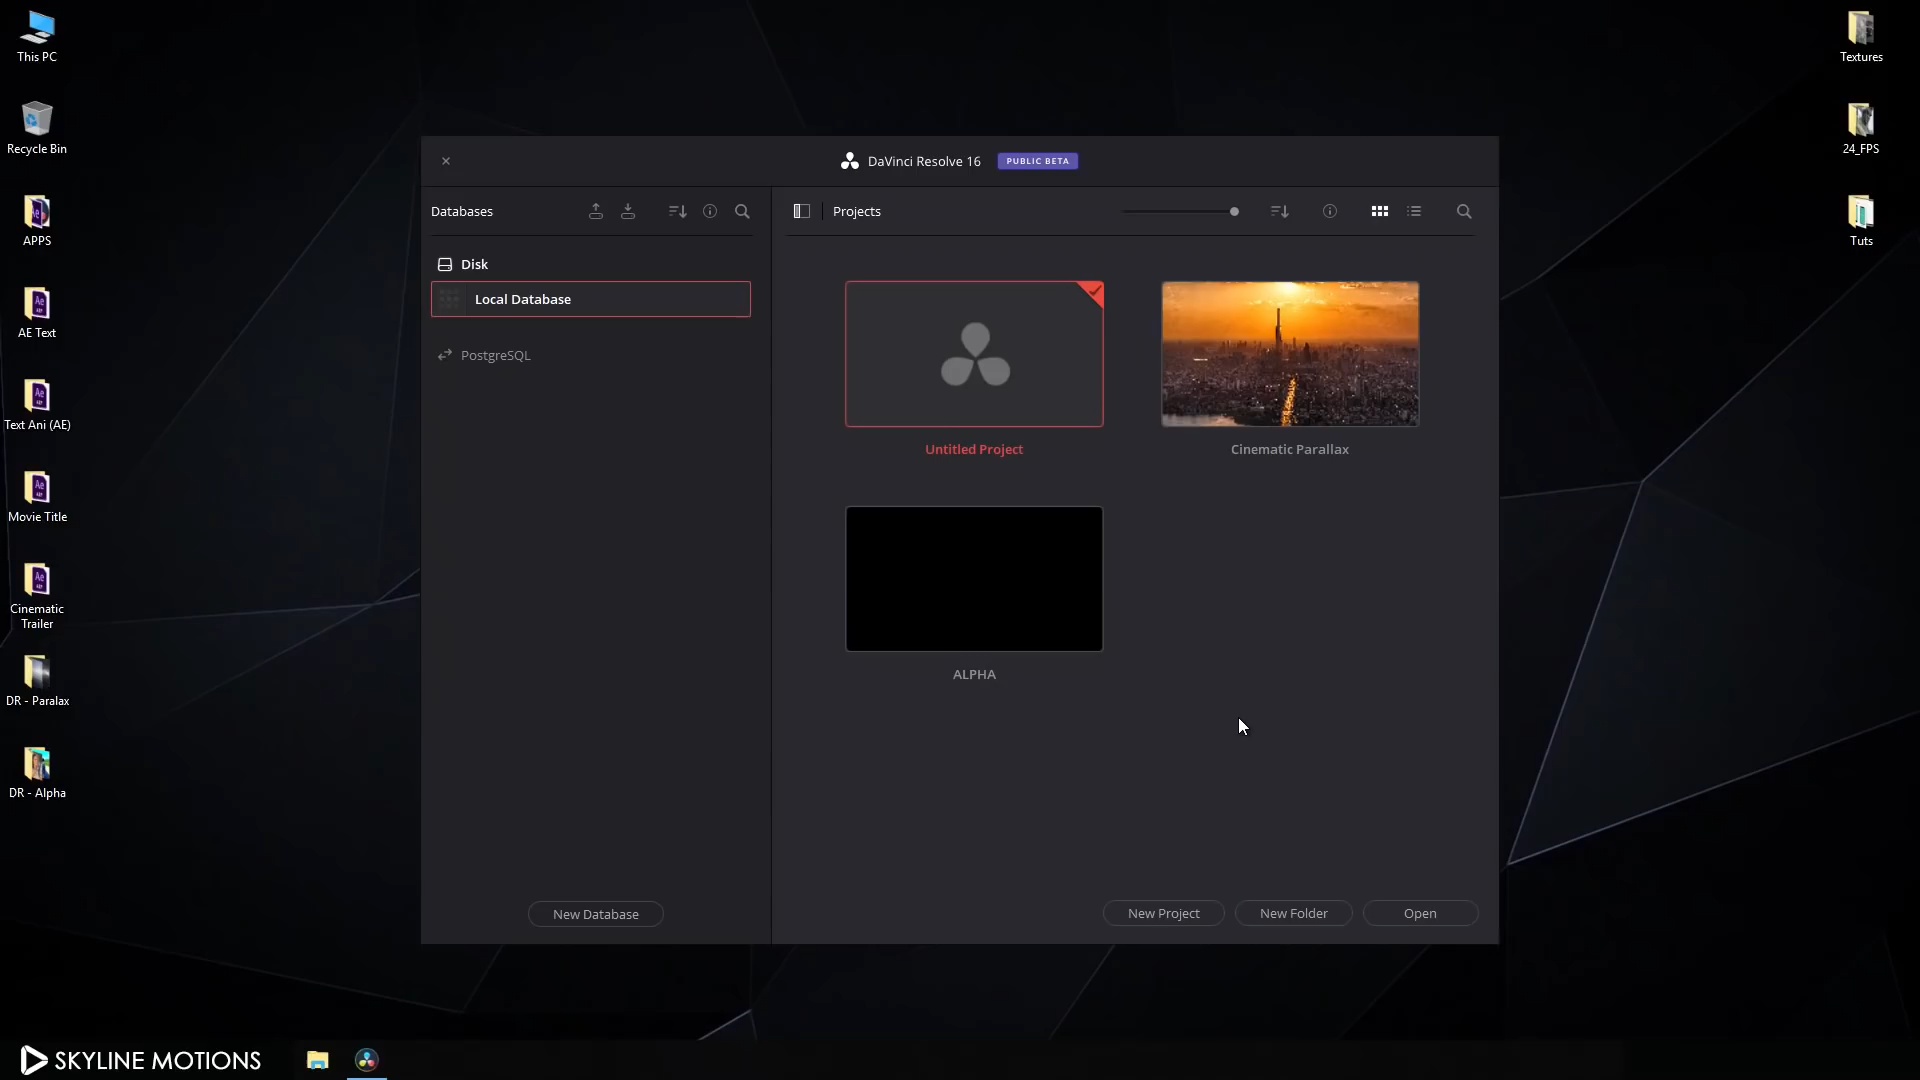 This PC
Recycle Bin
APPS
AE Text
Text Ani (AE)
Movie Title
Cinematic
Trailer
DR - Paralax
DR - Alpha
DaVinci Resolve 16
PUBLIC BETA
Databases
Disk
Local Database
PostgreSQL
New Database
Projects
Untitled Project
Cinematic Parallax
ALPHA
New Project
New Folder
Open
Textures
24_FPS
Tuts
SKYLINE MOTIONS